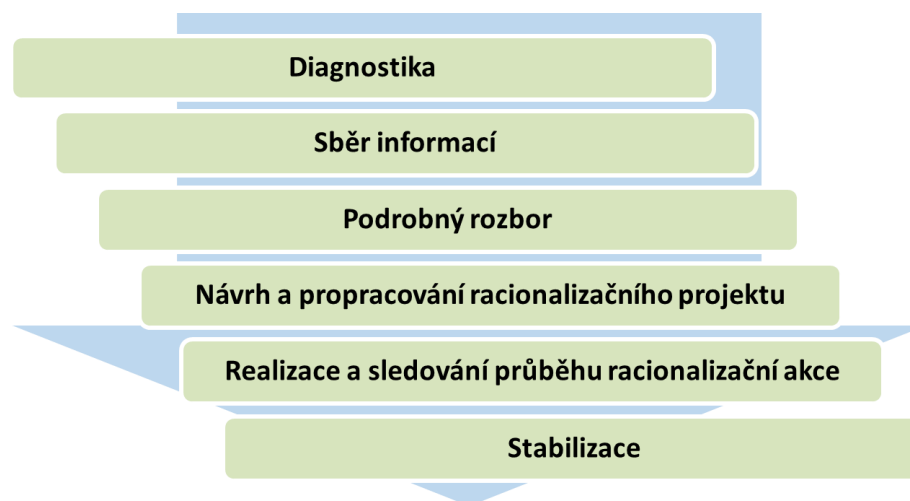 Diagnostika
Sběr informací
Podrobný rozbor
Návrh a propracování racionalizačního projektu
Realizace a sledování průběhu racionalizační akce
Stabilizace